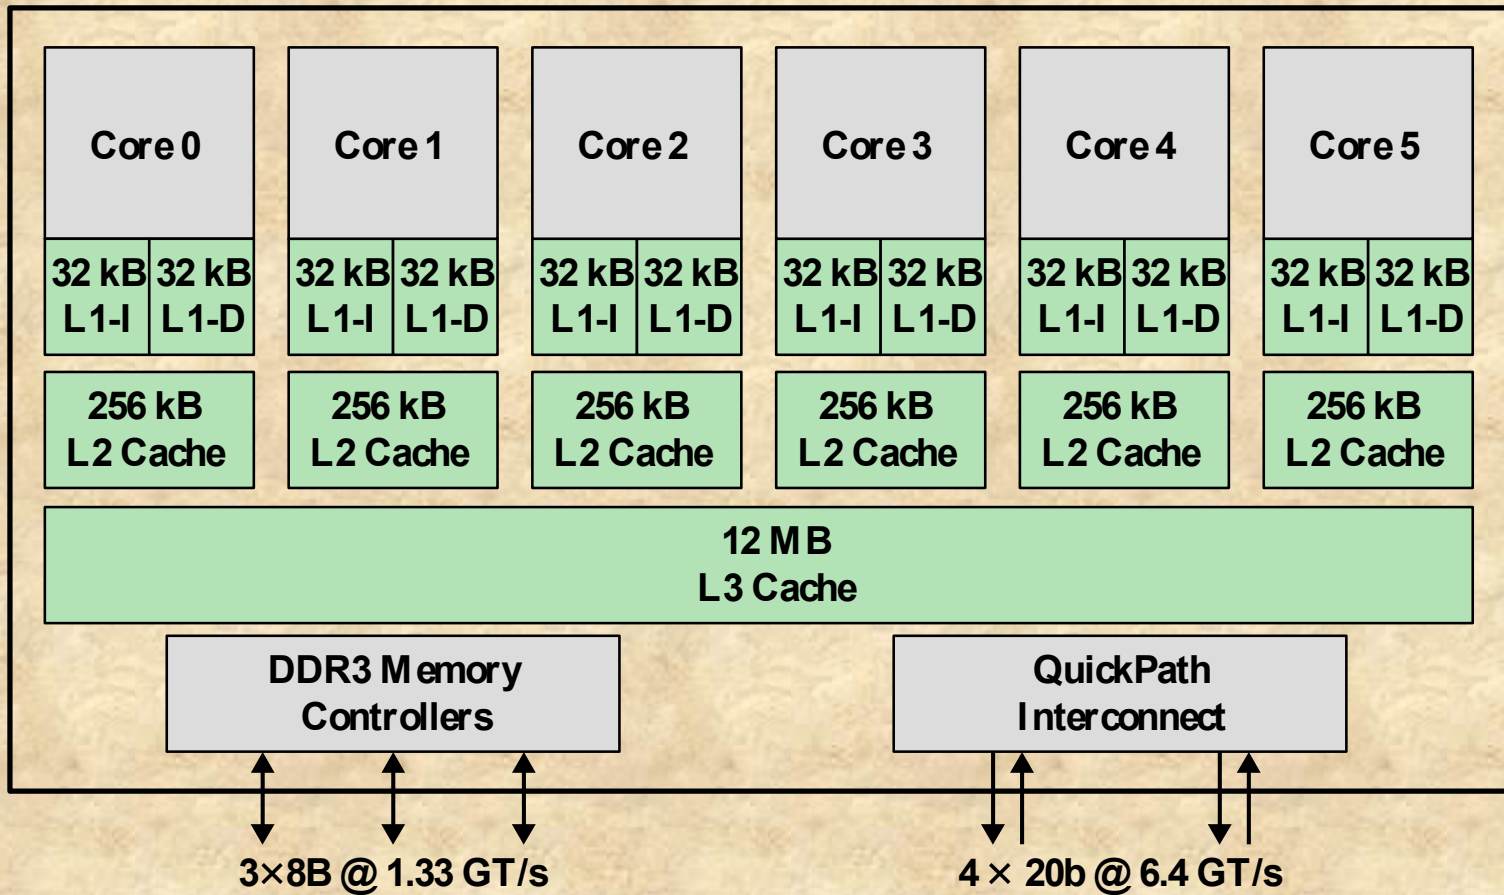 Core 0
Core 1
Core 2
Core 3
Core 4
Core 5
32 kB
L1-I
32 kB
L1-D
32 kB
L1-I
32 kB
L1-D
32 kB
L1-I
32 kB
L1-D
32 kB
L1-I
32 kB
L1-D
32 kB
L1-I
32 kB
L1-D
32 kB
L1-I
32 kB
L1-D
256 kB
L2 Cache
256 kB
L2 Cache
256 kB
L2 Cache
256 kB
L2 Cache
256 kB
L2 Cache
256 kB
L2 Cache
12 MB
L3 Cache
DDR3 Memory
Controllers
QuickPath
Interconnect
3×8B @ 1.33 GT/s
4 × 20b @ 6.4 GT/s